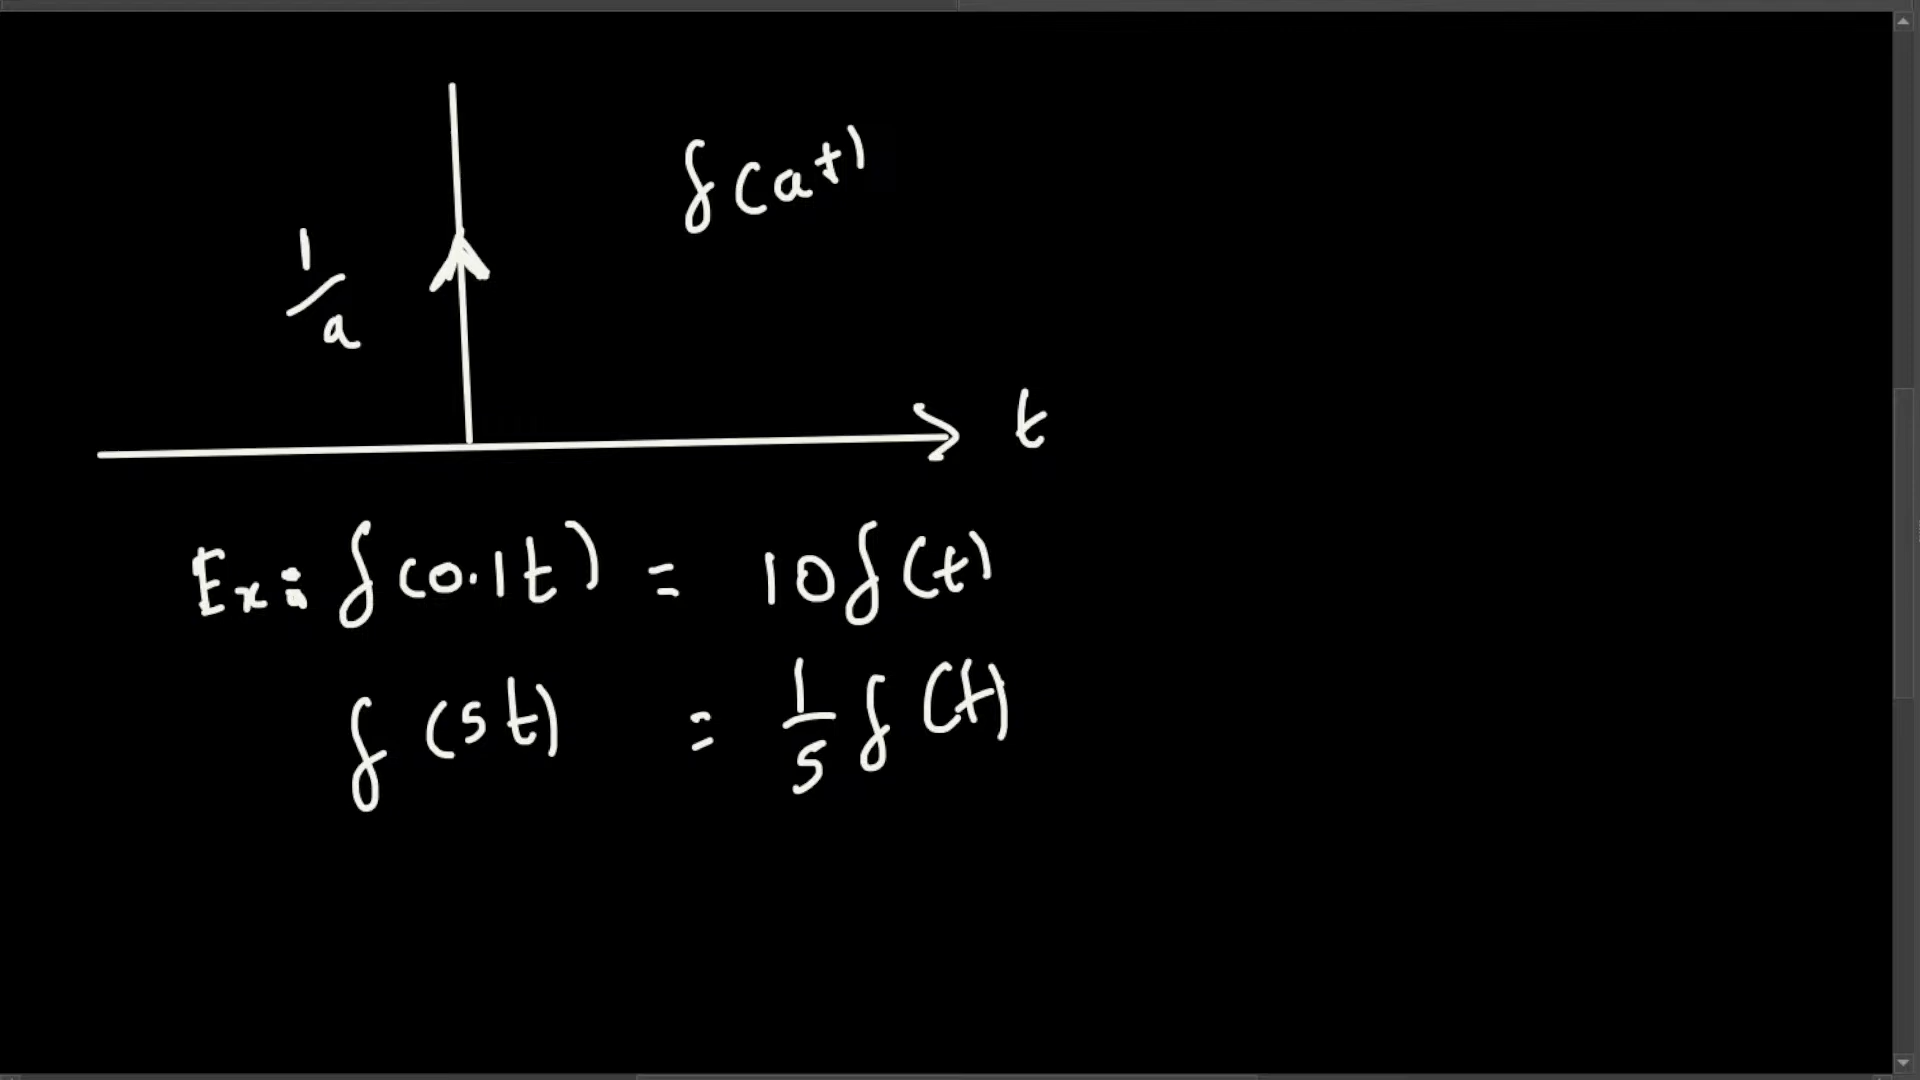 δ(at)
1/a
t
Ex: δ(0.1t) = 10δ(t)
δ(5t) = 1/5 δ(t)